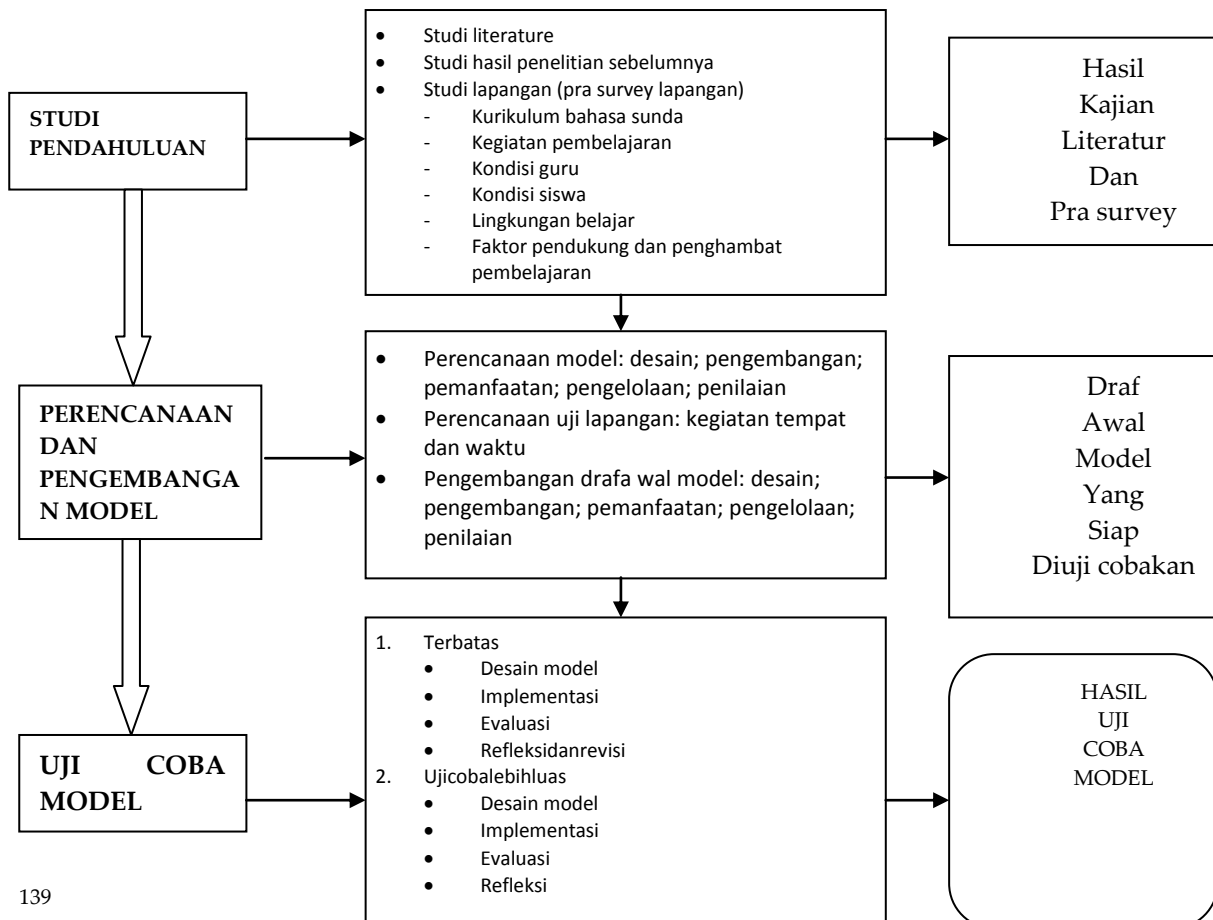 STUDI
PENDAHULUAN
• Studi literature
• Studi hasil penelitian sebelumnya
• Studi lapangan (pra survey lapangan)
- Kurikulum bahasa sunda
- Kegiatan pembelajaran
- Kondisi guru
- Kondisi siswa
- Lingkungan belajar
- Faktor pendukung dan penghambat
pembelajaran
Hasil
Kajian
Literatur
Dan
Pra survey
PERENCANAAN
DAN
PENGEMBANGA
N MODEL
• Perencanaan model: desain; pengembangan;
pemanfaatan; pengelolaan; penilaian
• Perencanaan uji lapangan: kegiatan tempat
dan waktu
• Pengembangan drafa wal model: desain;
pengembangan; pemanfaatan; pengelolaan;
penilaian
Draf
Awal
Model
Yang
Siap
Diuji cobakan
UJI COBA
MODEL
1. Terbatas
• Desain model
• Implementasi
• Evaluasi
• Refleksidanrevisi
2. Ujicobalebihluas
• Desain model
• Implementasi
• Evaluasi
• Refleksi
HASIL
UJI
COBA
MODEL
139